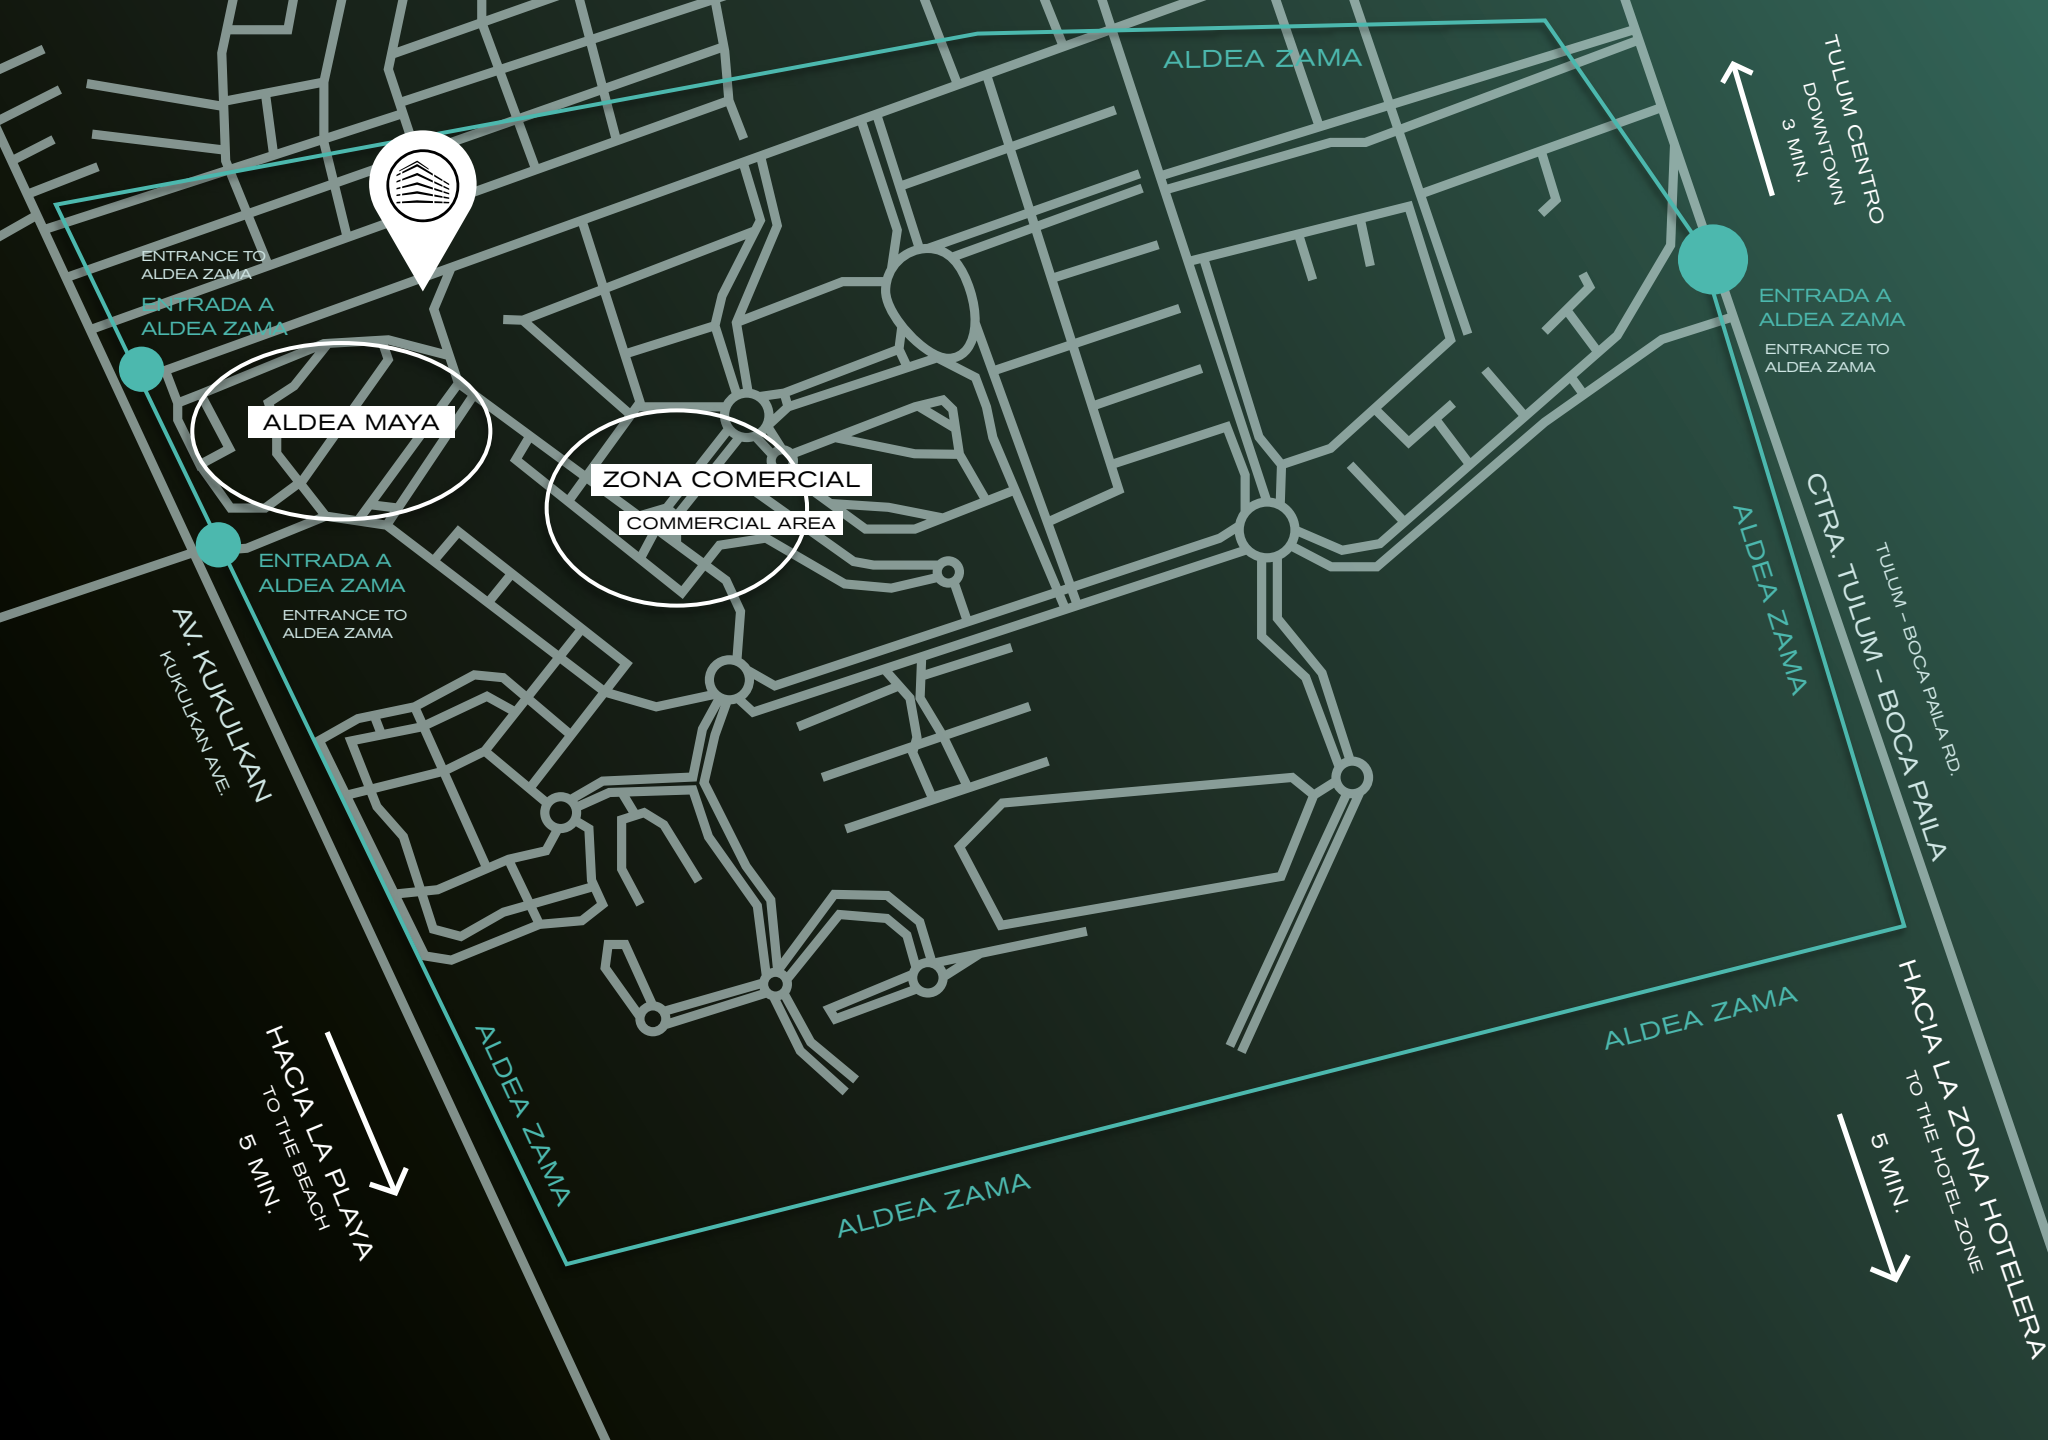 ALDEA ZAMA
TULUM CENTRO
DOWNTOWN
3 MIN.
ENTRANCE TO
ALDEA ZAMA
ENTRADA A
ALDEA ZAMA
ENTRADA A
ALDEA ZAMA
ENTRANCE TO
ALDEA ZAMA
ALDEA MAYA
ZONA COMERCIAL
COMMERCIAL AREA
ENTRADA A
ALDEA ZAMA
ENTRANCE TO
ALDEA ZAMA
AV. KUKULKAN
KUKULKAN AVE.
ALDEA ZAMA
CTRA. TULUM – BOCA PAILA
TULUM – BOCA PAILA RD.
HACIA LA PLAYA
TO THE BEACH
5 MIN.
ALDEA ZAMA
ALDEA ZAMA
ALDEA ZAMA
HACIA LA ZONA HOTELERA
TO THE HOTEL ZONE
5 MIN.